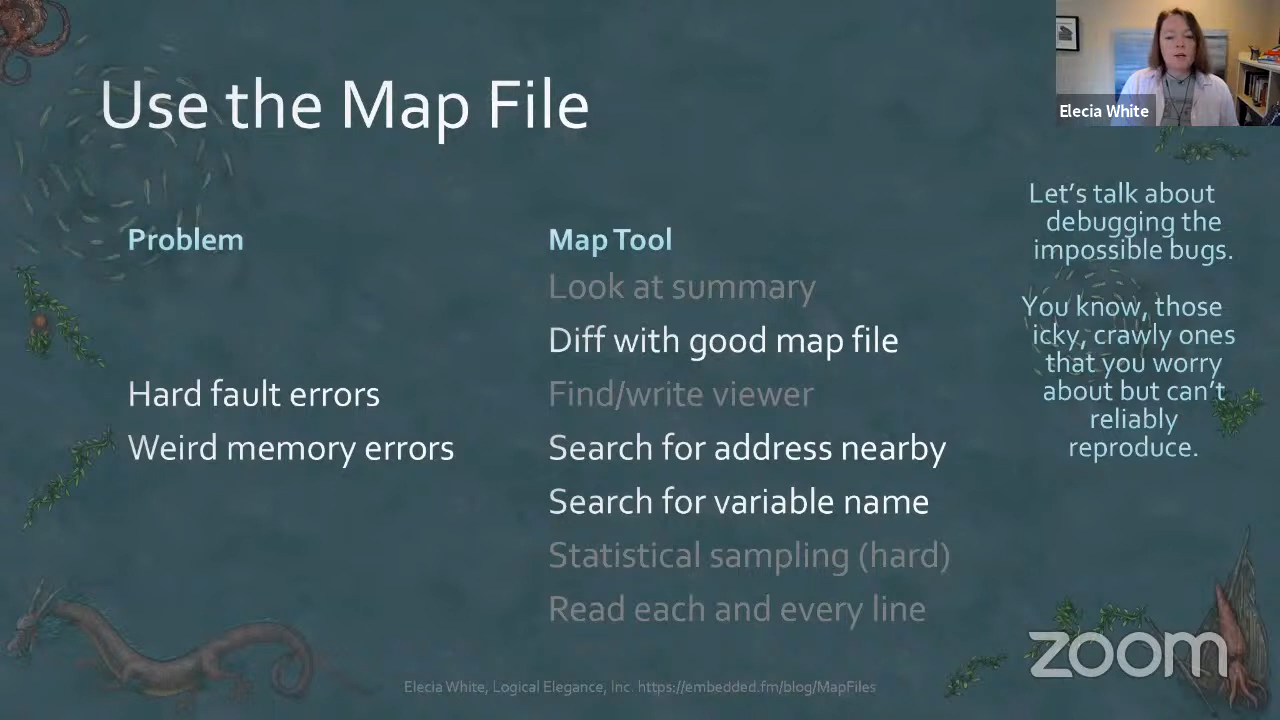 Use the Map File
Elecia White
Problem
Map Tool
Look at summary
Diff with good map file
Hard fault errors
Find/write viewer
Weird memory errors
Search for address nearby
Search for variable name
Statistical sampling (hard)
Read each and every line
Let's talk about
debugging the
impossible bugs.
You know, those
icky, crawly ones
that you worry
about but can't
reliably
reproduce.
zoom
Elecia White, Logical Elegance, Inc. https://embedded.fm/blog/MapFiles